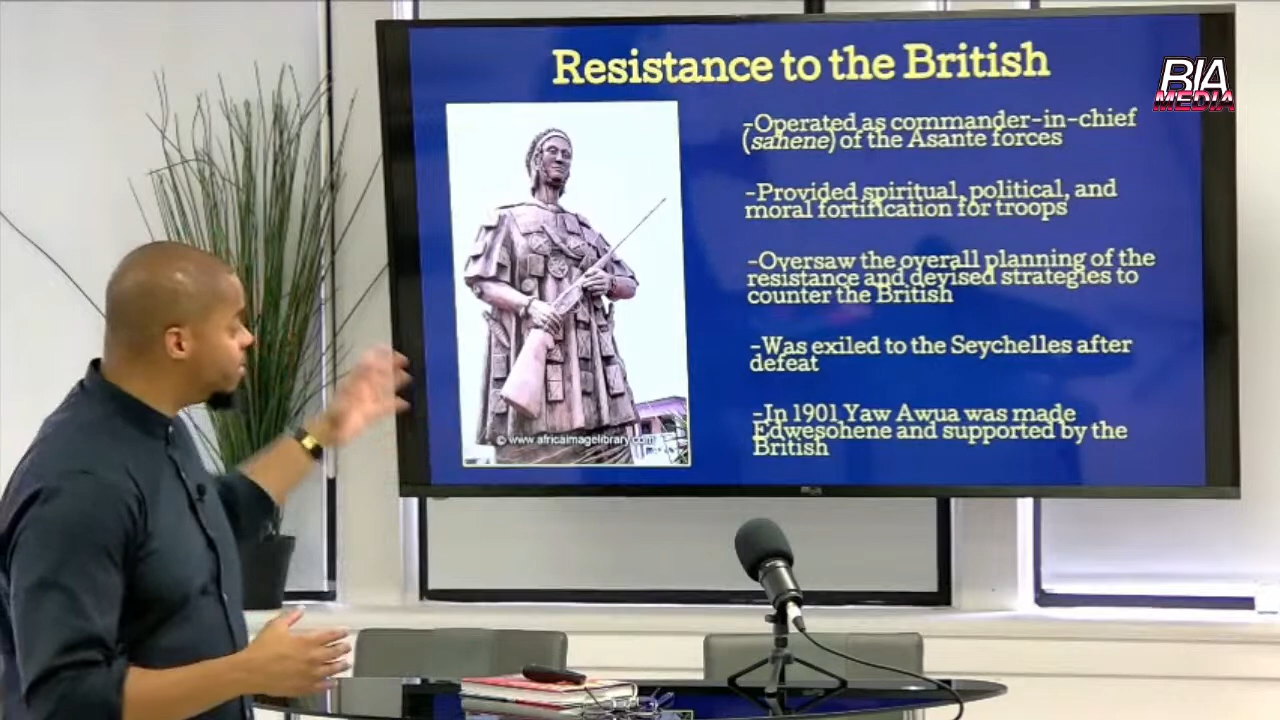 Resistance to the British
BIA
MEDIA
-Operated as commander-in-chief
(sahene) of the Asante forces
-Provided spiritual, political, and
moral fortification for troops
-Oversaw the overall planning of the
resistance and devised strategies to
counter the British
-Was exiled to the Seychelles after
defeat
-In 1901 Yaw Awua was made
Edwesohene and supported by the
British
© www.africaimagelibrary.com